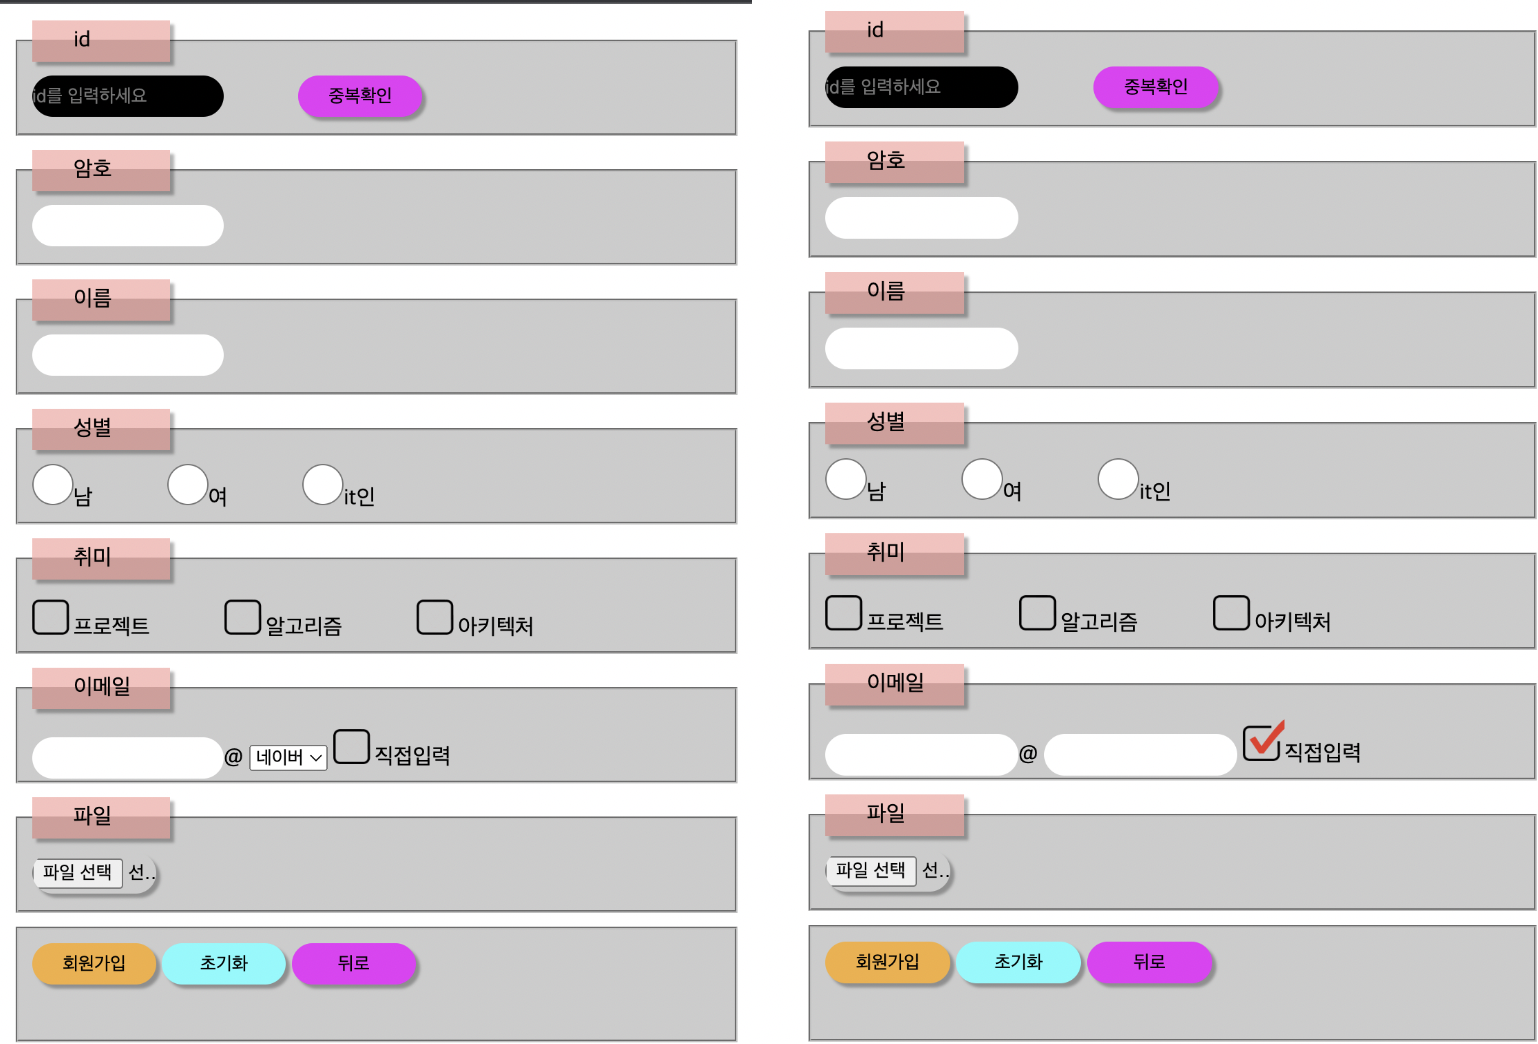 id
id를 입력하세요 중복확인
암호
이름
성별
남 여 it인
취미
프로젝트 알고리즘 아키텍처
이메일
@ 네이버 직접입력
파일
파일 선택 선..
회원가입 초기화 뒤로
id
id를 입력하세요 중복확인
암호
이름
성별
남 여 it인
취미
프로젝트 알고리즘 아키텍처
이메일
@ 직접입력
파일
파일 선택 선..
회원가입 초기화 뒤로